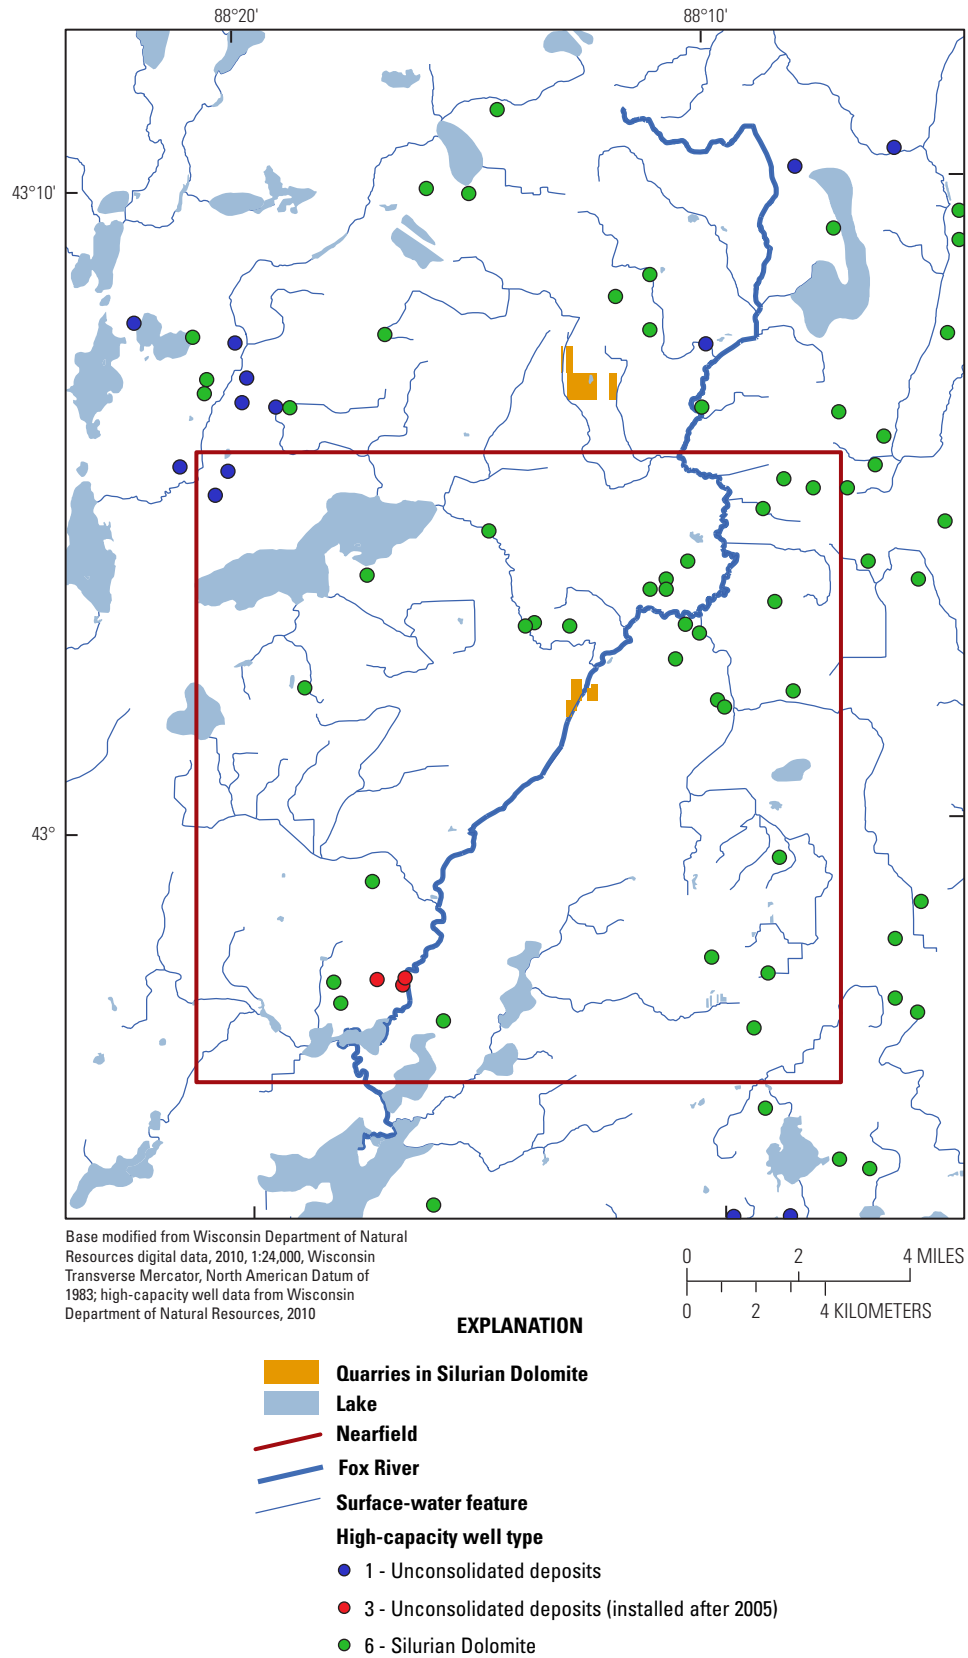 88°20'
88°10'
43°10'
43°
Base modified from Wisconsin Department of Natural
Resources digital data, 2010, 1:24,000, Wisconsin
Transverse Mercator, North American Datum of
1983; high-capacity well data from Wisconsin
Department of Natural Resources, 2010
0 2 4 MILES
0 2 4 KILOMETERS
EXPLANATION
Quarries in Silurian Dolomite
Lake
Nearfield
Fox River
Surface-water feature
High-capacity well type
1 - Unconsolidated deposits
3 - Unconsolidated deposits (installed after 2005)
6 - Silurian Dolomite